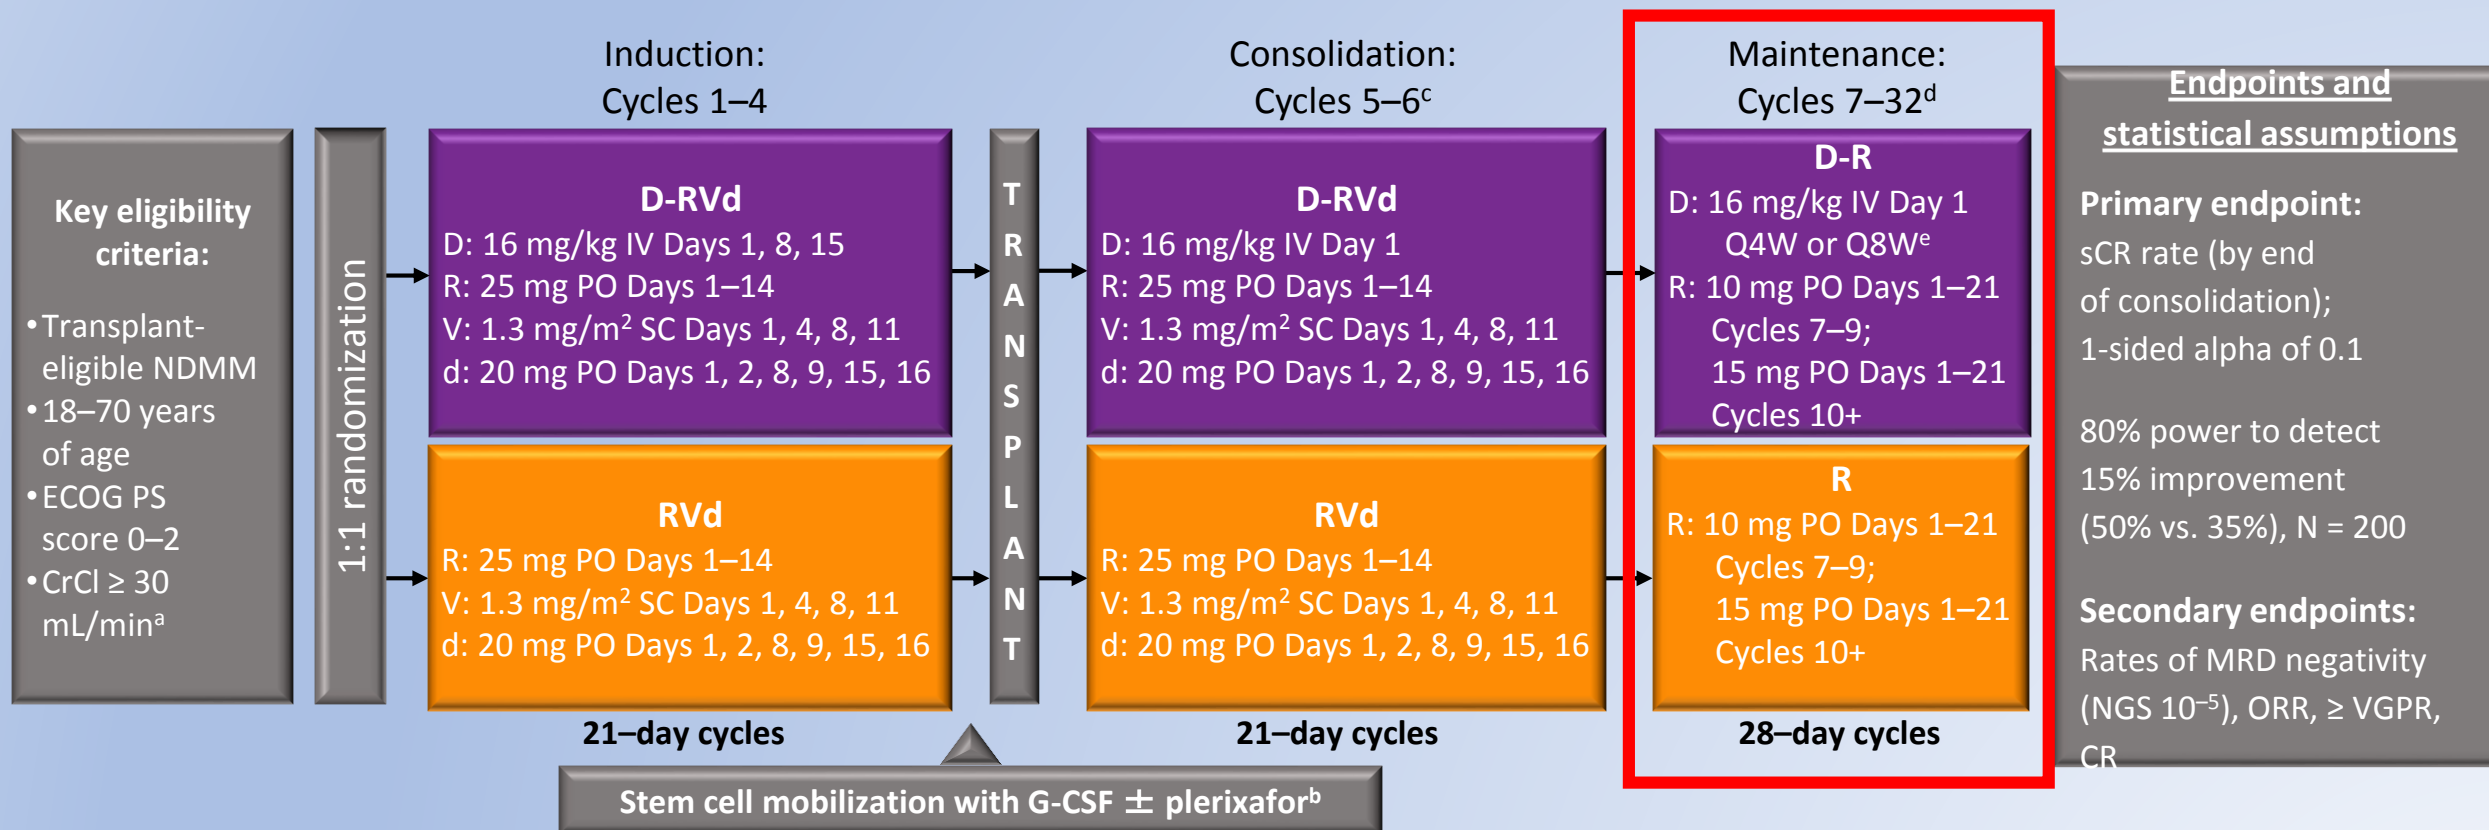 Key eligibility
criteria:
• Transplant-
eligible NDMM
• 18–70 years
of age
• ECOG PS
score 0–2
• CrCl ≥ 30
mL/minᵃ
1:1 randomization
Induction:
Cycles 1–4
D-RVd
D: 16 mg/kg IV Days 1, 8, 15
R: 25 mg PO Days 1–14
V: 1.3 mg/m² SC Days 1, 4, 8, 11
d: 20 mg PO Days 1, 2, 8, 9, 15, 16
RVd
R: 25 mg PO Days 1–14
V: 1.3 mg/m² SC Days 1, 4, 8, 11
d: 20 mg PO Days 1, 2, 8, 9, 15, 16
21–day cycles
TRANSPLANT
Stem cell mobilization with G-CSF ± plerixaforᵇ
Consolidation:
Cycles 5–6ᶜ
D-RVd
D: 16 mg/kg IV Day 1
R: 25 mg PO Days 1–14
V: 1.3 mg/m² SC Days 1, 4, 8, 11
d: 20 mg PO Days 1, 2, 8, 9, 15, 16
RVd
R: 25 mg PO Days 1–14
V: 1.3 mg/m² SC Days 1, 4, 8, 11
d: 20 mg PO Days 1, 2, 8, 9, 15, 16
21–day cycles
Maintenance:
Cycles 7–32ᵈ
D-R
D: 16 mg/kg IV Day 1
Q4W or Q8Wᵉ
R: 10 mg PO Days 1–21
Cycles 7–9;
15 mg PO Days 1–21
Cycles 10+
R
R: 10 mg PO Days 1–21
Cycles 7–9;
15 mg PO Days 1–21
Cycles 10+
28–day cycles
Endpoints and
statistical assumptions
Primary endpoint:
sCR rate (by end
of consolidation);
1-sided alpha of 0.1
80% power to detect
15% improvement
(50% vs. 35%), N = 200
Secondary endpoints:
Rates of MRD negativity
(NGS 10⁻⁵), ORR, ≥ VGPR,
CR